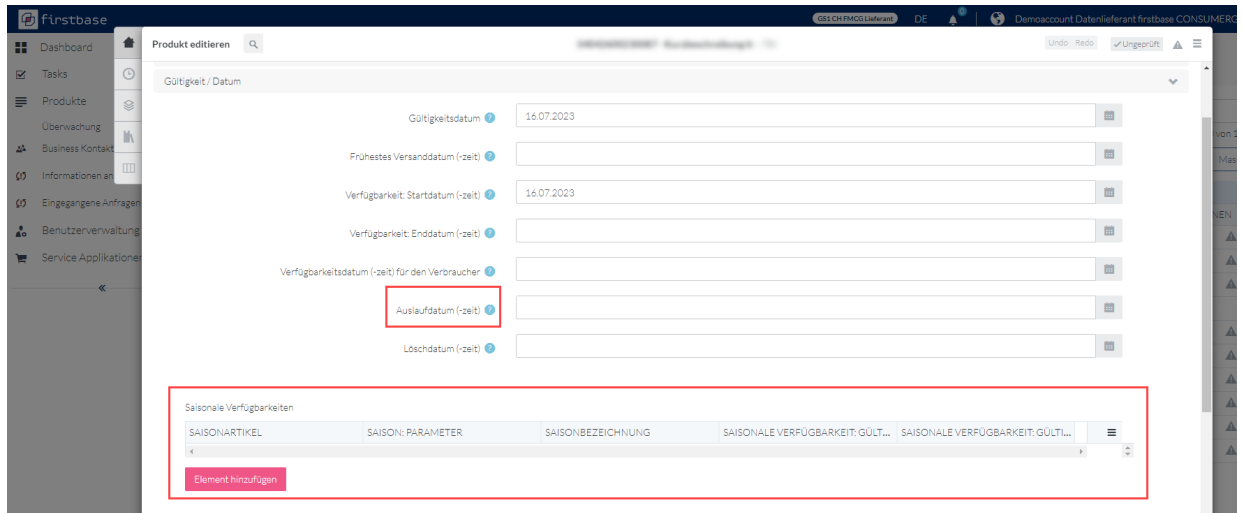 firstbase
GS1 CH FMCG Lieferant DE 0 Demoaccount Datenlieferant firstbase CONSUMERG
Dashboard
Tasks
Produkte
Überwachung
Business Kontakt
Informationen an
Eingegangene Anfragen
Benutzerverwaltung
Service Applikationen
«
Produkt editieren
Undo Redo Ungeprüft
Gültigkeit / Datum
Gültigkeitsdatum ? 16.07.2023
Frühestes Versanddatum (-zeit) ?
Verfügbarkeit: Startdatum (-zeit) ? 16.07.2023
Verfügbarkeit: Enddatum (-zeit) ?
Verfügbarkeitsdatum (-zeit) für den Verbraucher ?
Auslaufdatum (-zeit) ?
Löschdatum (-zeit) ?
Saisonale Verfügbarkeiten
SAISONARTIKEL SAISON: PARAMETER SAISONBEZEICHNUNG SAISONALE VERFÜGBARKEIT: GÜLT... SAISONALE VERFÜGBARKEIT: GÜLTI...
Element hinzufügen
von 1
Mas
NEN